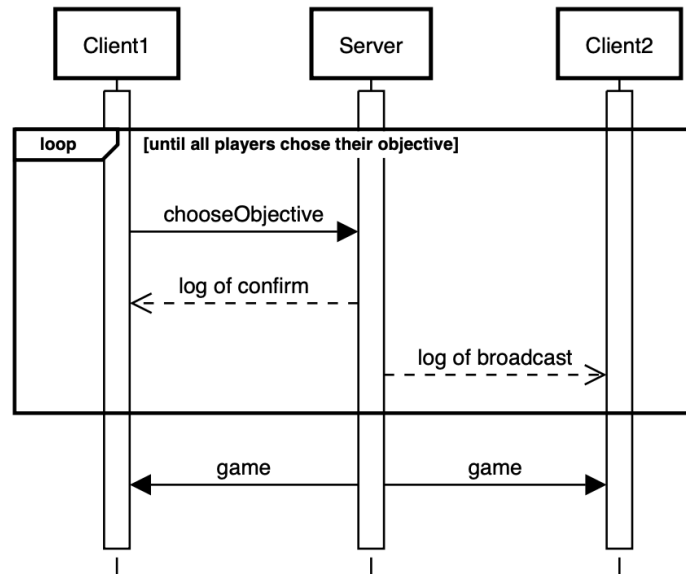 Client1
Server
Client2
loop
[until all players chose their objective]
chooseObjective
log of confirm
log of broadcast
game
game